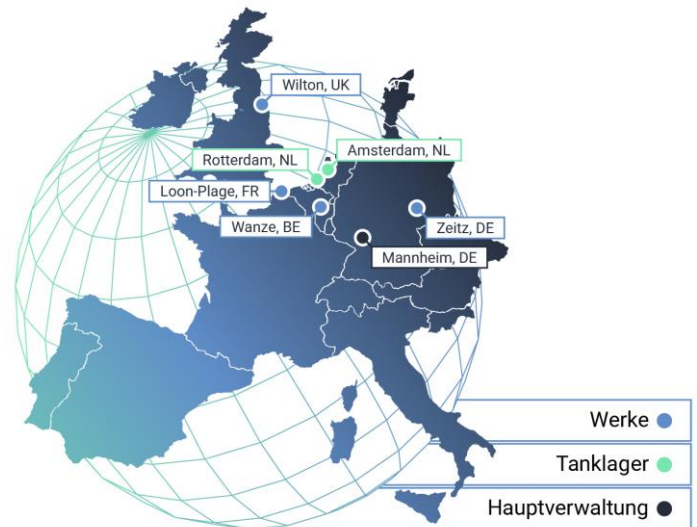 Wilton, UK
Amsterdam, NL
Rotterdam, NL
Loon-Plage, FR
Wanze, BE
Zeitz, DE
Mannheim, DE
Werke
Tanklager
Hauptverwaltung